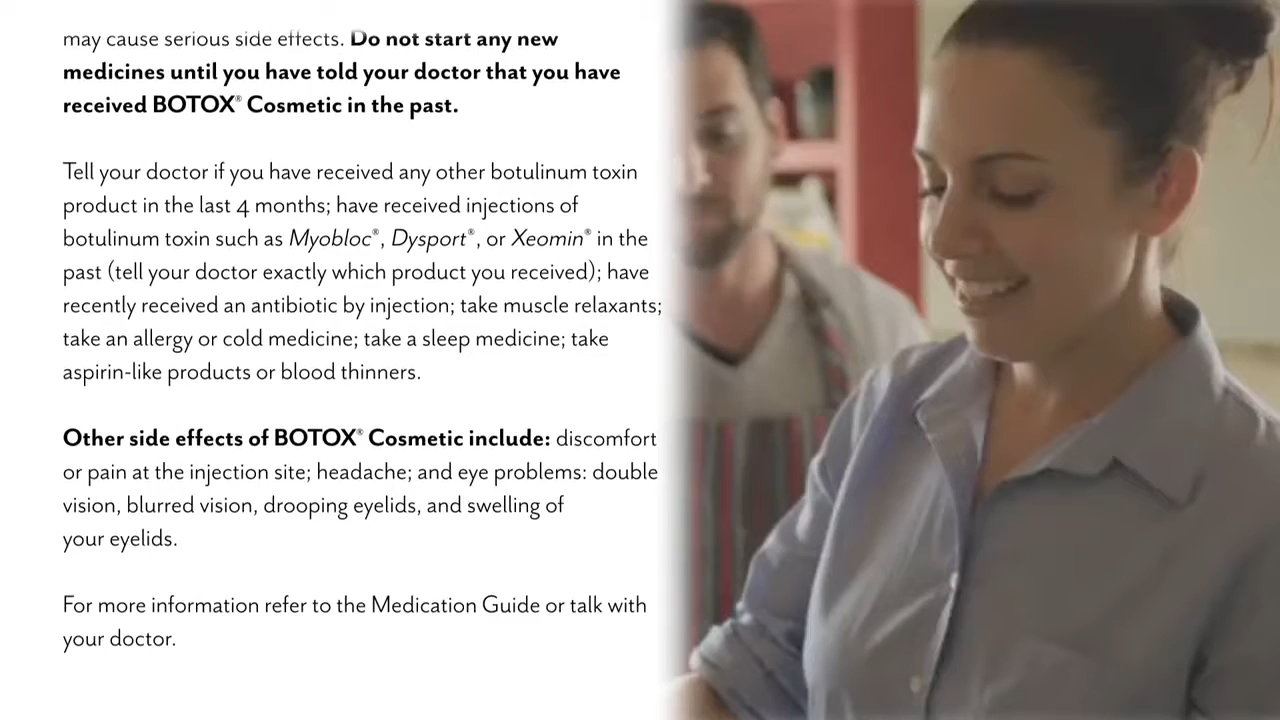 may cause serious side effects. Do not start any new
medicines until you have told your doctor that you have
received BOTOX® Cosmetic in the past.
Tell your doctor if you have received any other botulinum toxin
product in the last 4 months; have received injections of
botulinum toxin such as Myobloc®, Dysport®, or Xeomin® in the
past (tell your doctor exactly which product you received); have
recently received an antibiotic by injection; take muscle relaxants;
take an allergy or cold medicine; take a sleep medicine; take
aspirin-like products or blood thinners.
Other side effects of BOTOX® Cosmetic include: discomfort
or pain at the injection site; headache; and eye problems: double
vision, blurred vision, drooping eyelids, and swelling of
your eyelids.
For more information refer to the Medication Guide or talk with
your doctor.